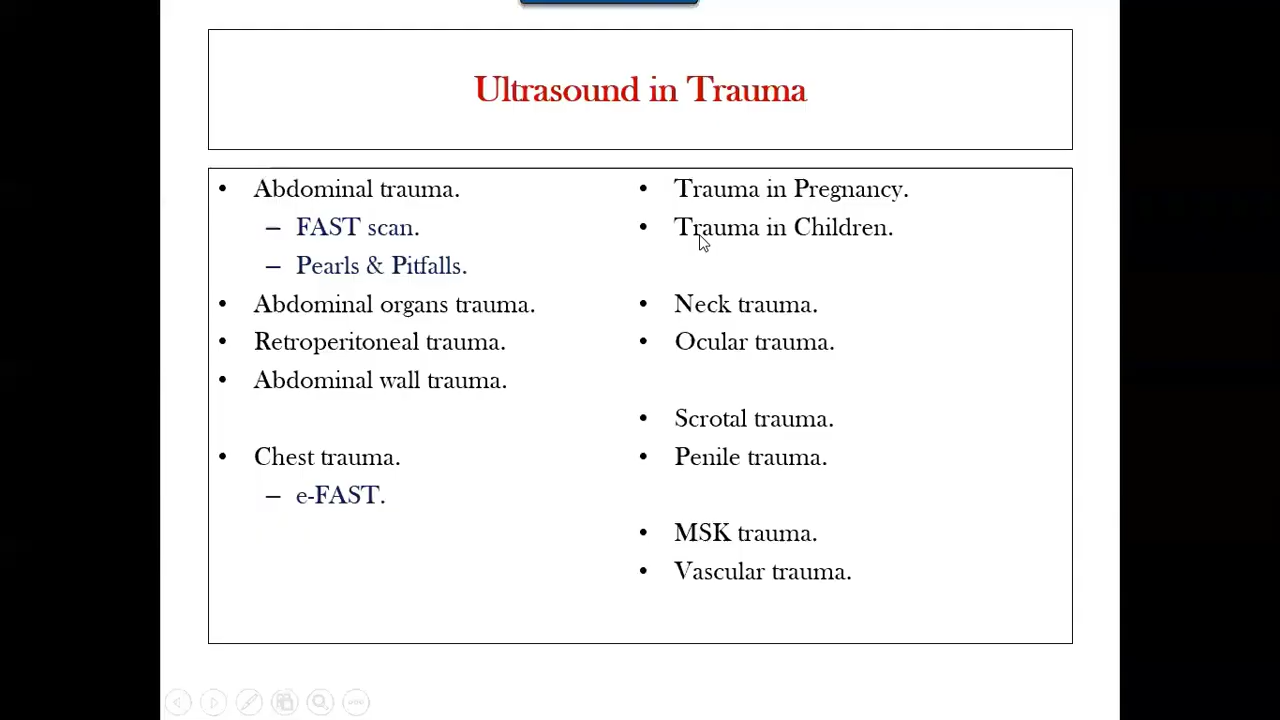 Ultrasound in Trauma
• Abdominal trauma.
– FAST scan.
– Pearls & Pitfalls.
• Abdominal organs trauma.
• Retroperitoneal trauma.
• Abdominal wall trauma.
• Chest trauma.
– e-FAST.
• Trauma in Pregnancy.
• Trauma in Children.
• Neck trauma.
• Ocular trauma.
• Scrotal trauma.
• Penile trauma.
• MSK trauma.
• Vascular trauma.